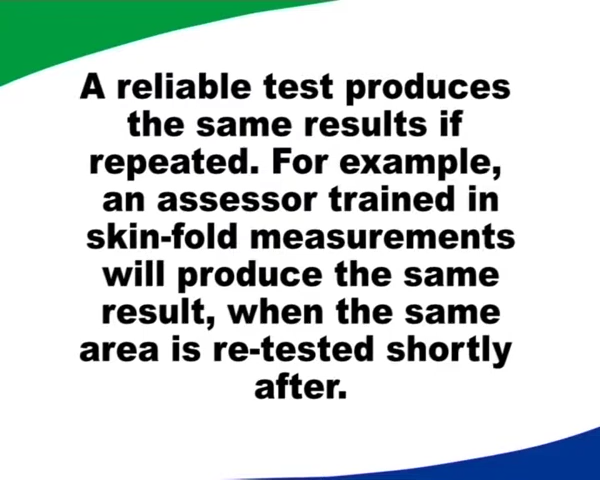 A reliable test produces
the same results if
repeated. For example,
an assessor trained in
skin-fold measurements
will produce the same
result, when the same
area is re-tested shortly
after.